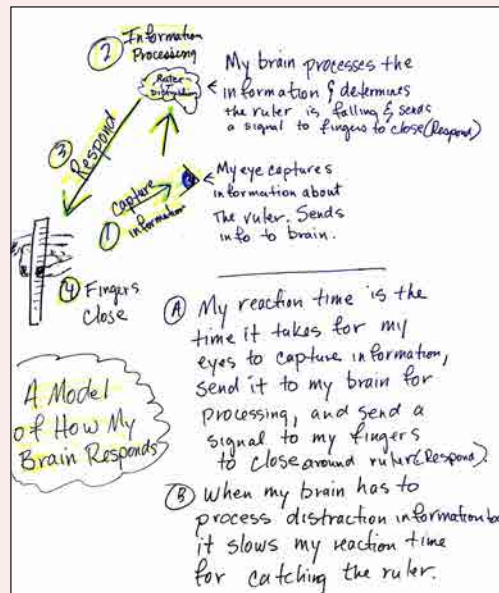 ② Information
Processing
Ruler
+
Distraction
My brain processes the
information & determines
the ruler is falling & sends
a signal to fingers to close (Respond)
③ Respond
My eye captures
information about
The ruler. Sends
info to brain.
Capture
① information
④ Fingers
Close
A Model
of How My
Brain Responds
Ⓐ My reaction time is the
time it takes for my
eyes to capture information,
send it to my brain for
processing, and send a
signal to my fingers
to close around ruler (Respond).
Ⓑ When my brain has to
process distraction information
it slows my reaction time
for catching the ruler.